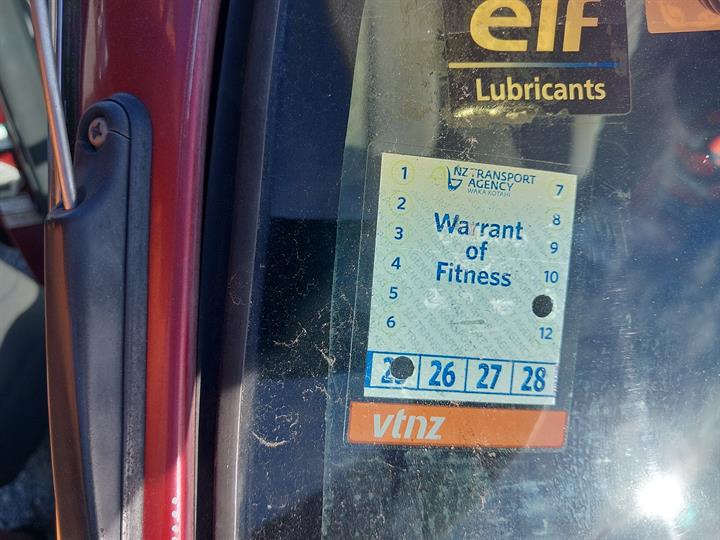 elf
Lubricants
NZ TRANSPORT
AGENCY
WAKA KOTAHI
1 7
2 8
3 9
4 10
5
6 12
Warrant
of
Fitness
26 27 28
vtnz